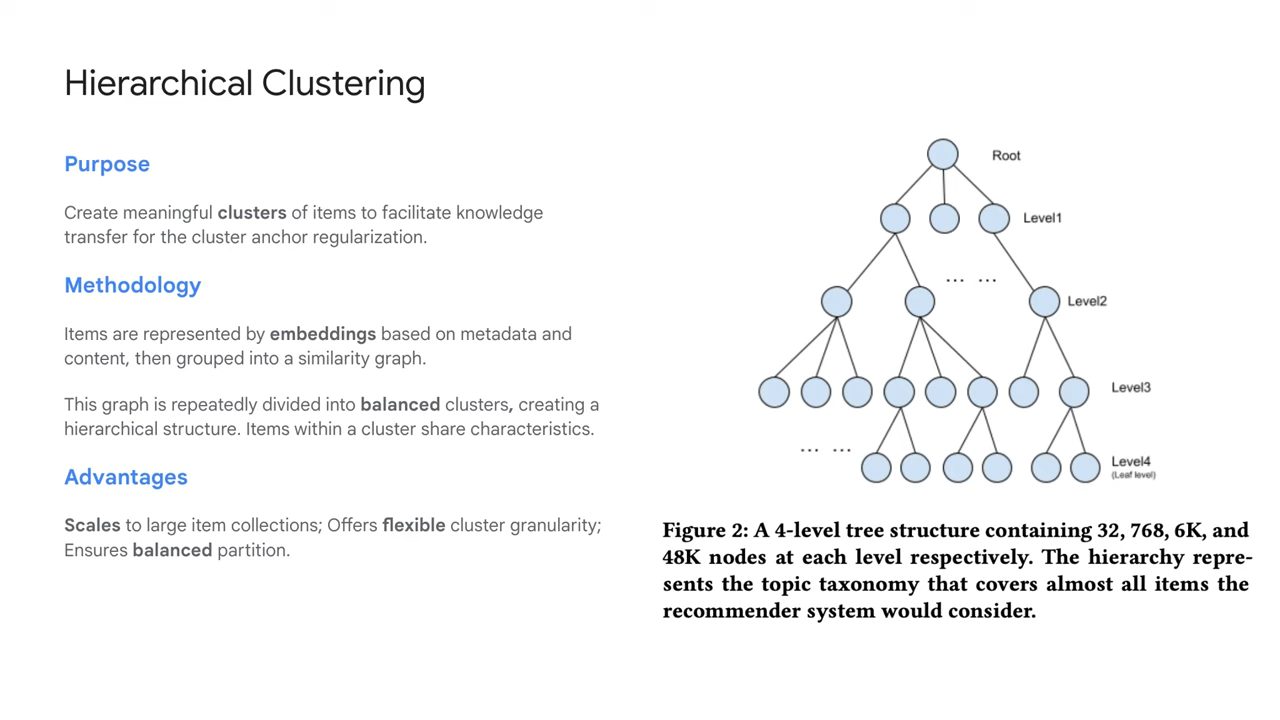 Hierarchical Clustering
Purpose
Create meaningful clusters of items to facilitate knowledge
transfer for the cluster anchor regularization.
Methodology
Items are represented by embeddings based on metadata and
content, then grouped into a similarity graph.
This graph is repeatedly divided into balanced clusters, creating a
hierarchical structure. Items within a cluster share characteristics.
Advantages
Scales to large item collections; Offers flexible cluster granularity;
Ensures balanced partition.
Root
Level1
... ...
Level2
Level3
... ...
Level4
(Leaf level)
Figure 2: A 4-level tree structure containing 32, 768, 6K, and
48K nodes at each level respectively. The hierarchy repre-
sents the topic taxonomy that covers almost all items the
recommender system would consider.